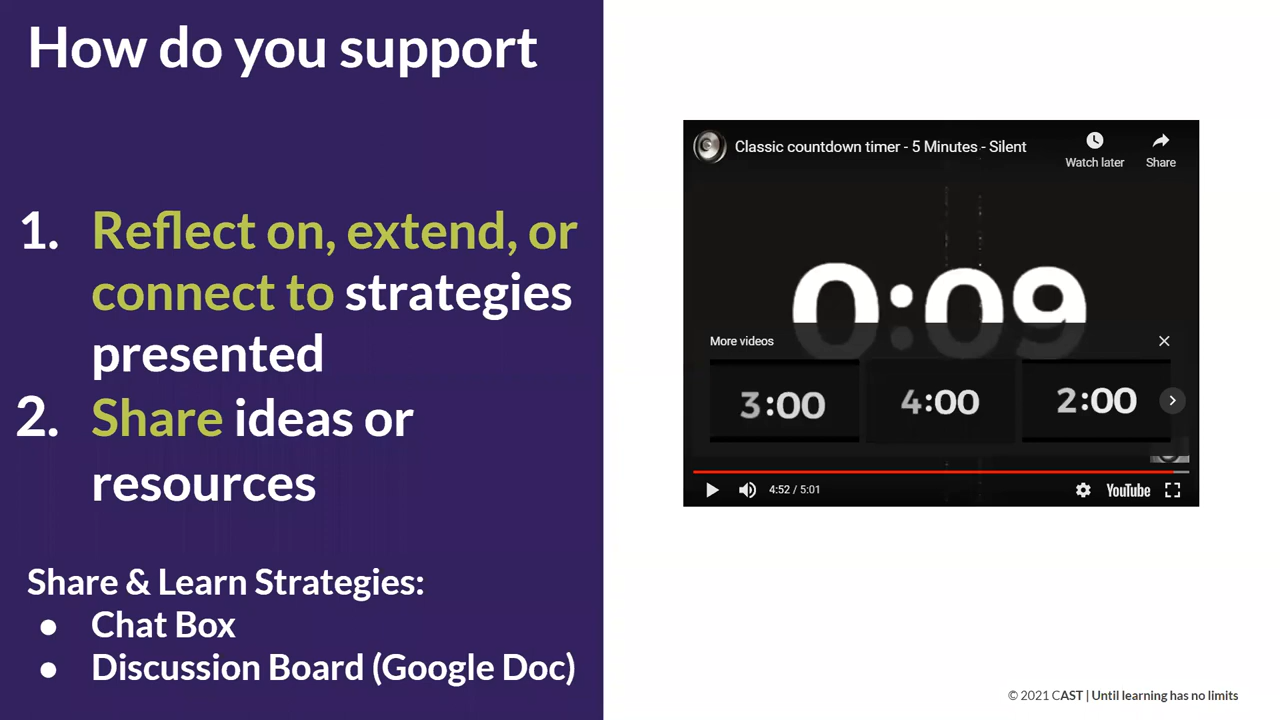 How do you support
1. Reflect on, extend, or
connect to strategies
presented
2. Share ideas or
resources
Share & Learn Strategies:
● Chat Box
● Discussion Board (Google Doc)
Classic countdown timer - 5 Minutes - Silent
Watch later
Share
0:09
More videos
3:00
4:00
2:00
4:52 / 5:01
YouTube
© 2021 CAST | Until learning has no limits